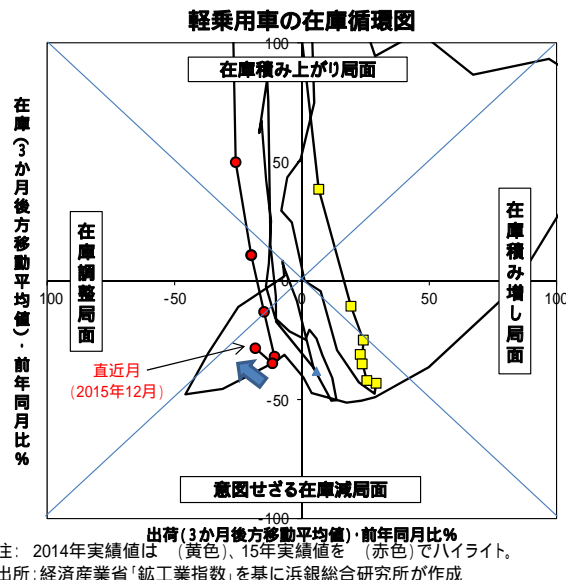 軽乗用車の在庫循環図
在庫(3か月後方移動平均値)・前年同月比%
100
在庫積み上がり局面
50
在庫調整局面
在庫積み増し局面
0
100
-50
0
50
100
直近月
(2015年12月)
-50
意図せざる在庫減局面
-100
出荷(3か月後方移動平均値)・前年同月比%
注: 2014年実績値は (黄色)、15年実績値を (赤色)でハイライト。
出所:経済産業省「鉱工業指数」を基に浜銀総合研究所が作成